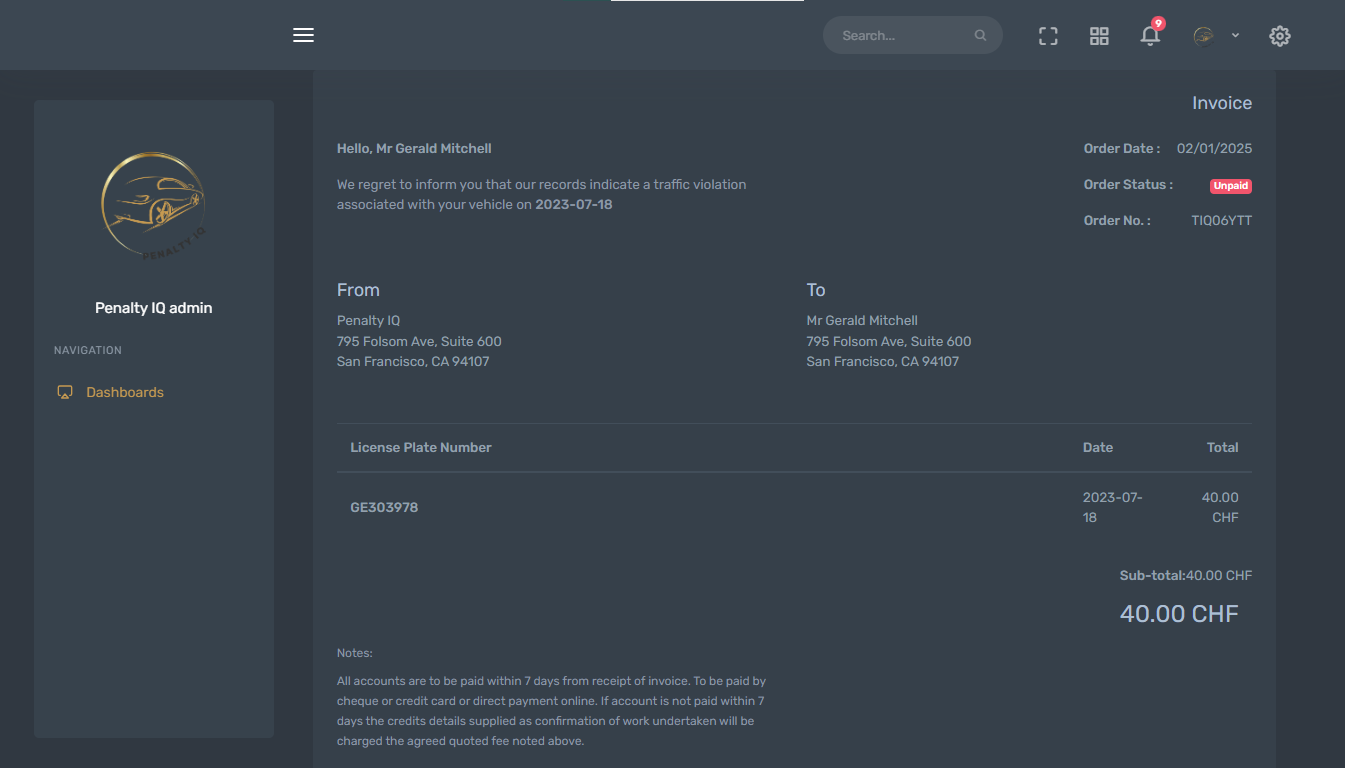 Search...
9
PENALTY IQ
Penalty IQ admin
NAVIGATION
Dashboards
Invoice
Hello, Mr Gerald Mitchell
We regret to inform you that our records indicate a traffic violation
associated with your vehicle on 2023-07-18
Order Date : 02/01/2025
Order Status : Unpaid
Order No. : TIQ06YTT
From
Penalty IQ
795 Folsom Ave, Suite 600
San Francisco, CA 94107
To
Mr Gerald Mitchell
795 Folsom Ave, Suite 600
San Francisco, CA 94107
License Plate Number Date Total
GE303978
2023-07-
18
40.00
CHF
Sub-total:40.00 CHF
40.00 CHF
Notes:
All accounts are to be paid within 7 days from receipt of invoice. To be paid by
cheque or credit card or direct payment online. If account is not paid within 7
days the credits details supplied as confirmation of work undertaken will be
charged the agreed quoted fee noted above.